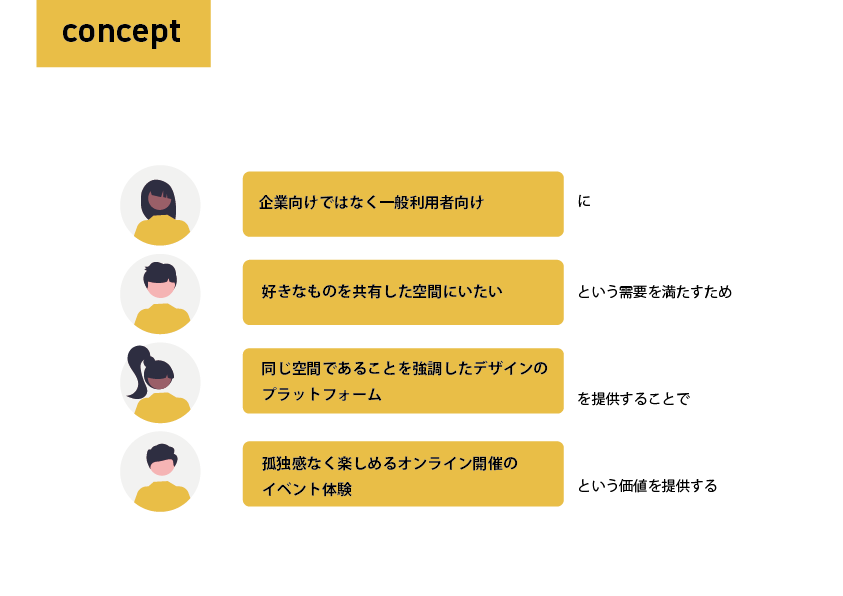 concept
企業向けではなく一般利用者向け
に
好きなものを共有した空間にいたい
という需要を満たすため
同じ空間であることを強調したデザインの
プラットフォーム
を提供することで
孤独感なく楽しめるオンライン開催の
イベント体験
という価値を提供する